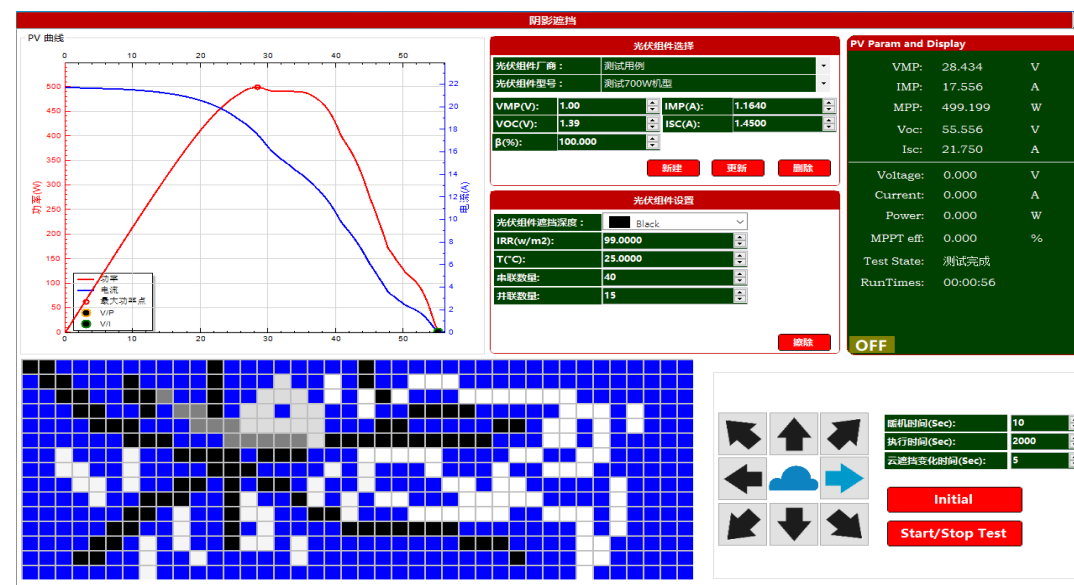 阴影遮挡
PV 曲线
0 10 20 30 40 50
500
450
400
350
300
250
200
150
100
50
0
功率(W)
22
20
18
16
14
12
10
8
6
4
2
0
电流(A)
功率
电流
最大功率点
V/P
V/I
0 10 20 30 40 50
光伏组件选择
光伏组件厂商: 测试用例
光伏组件型号: 测试700W机型
VMP(V): 1.00 IMP(A): 1.1640
VOC(V): 1.39 ISC(A): 1.4500
β(%): 100.000
新建 更新 删除
光伏组件设置
光伏组件遮挡深度: Black
IRR(w/m2): 99.0000
T(°C): 25.0000
串联数量: 40
并联数量: 15
擦除
PV Param and Display
VMP: 28.434 V
IMP: 17.556 A
MPP: 499.199 W
Voc: 55.556 V
Isc: 21.750 A
Voltage: 0.000 V
Current: 0.000 A
Power: 0.000 W
MPPT eff: 0.000 %
Test State: 测试完成
RunTimes: 00:00:56
OFF
随机时间(Sec): 10
执行时间(Sec): 2000
云遮挡变化时间(Sec): 5
Initial
Start/Stop Test